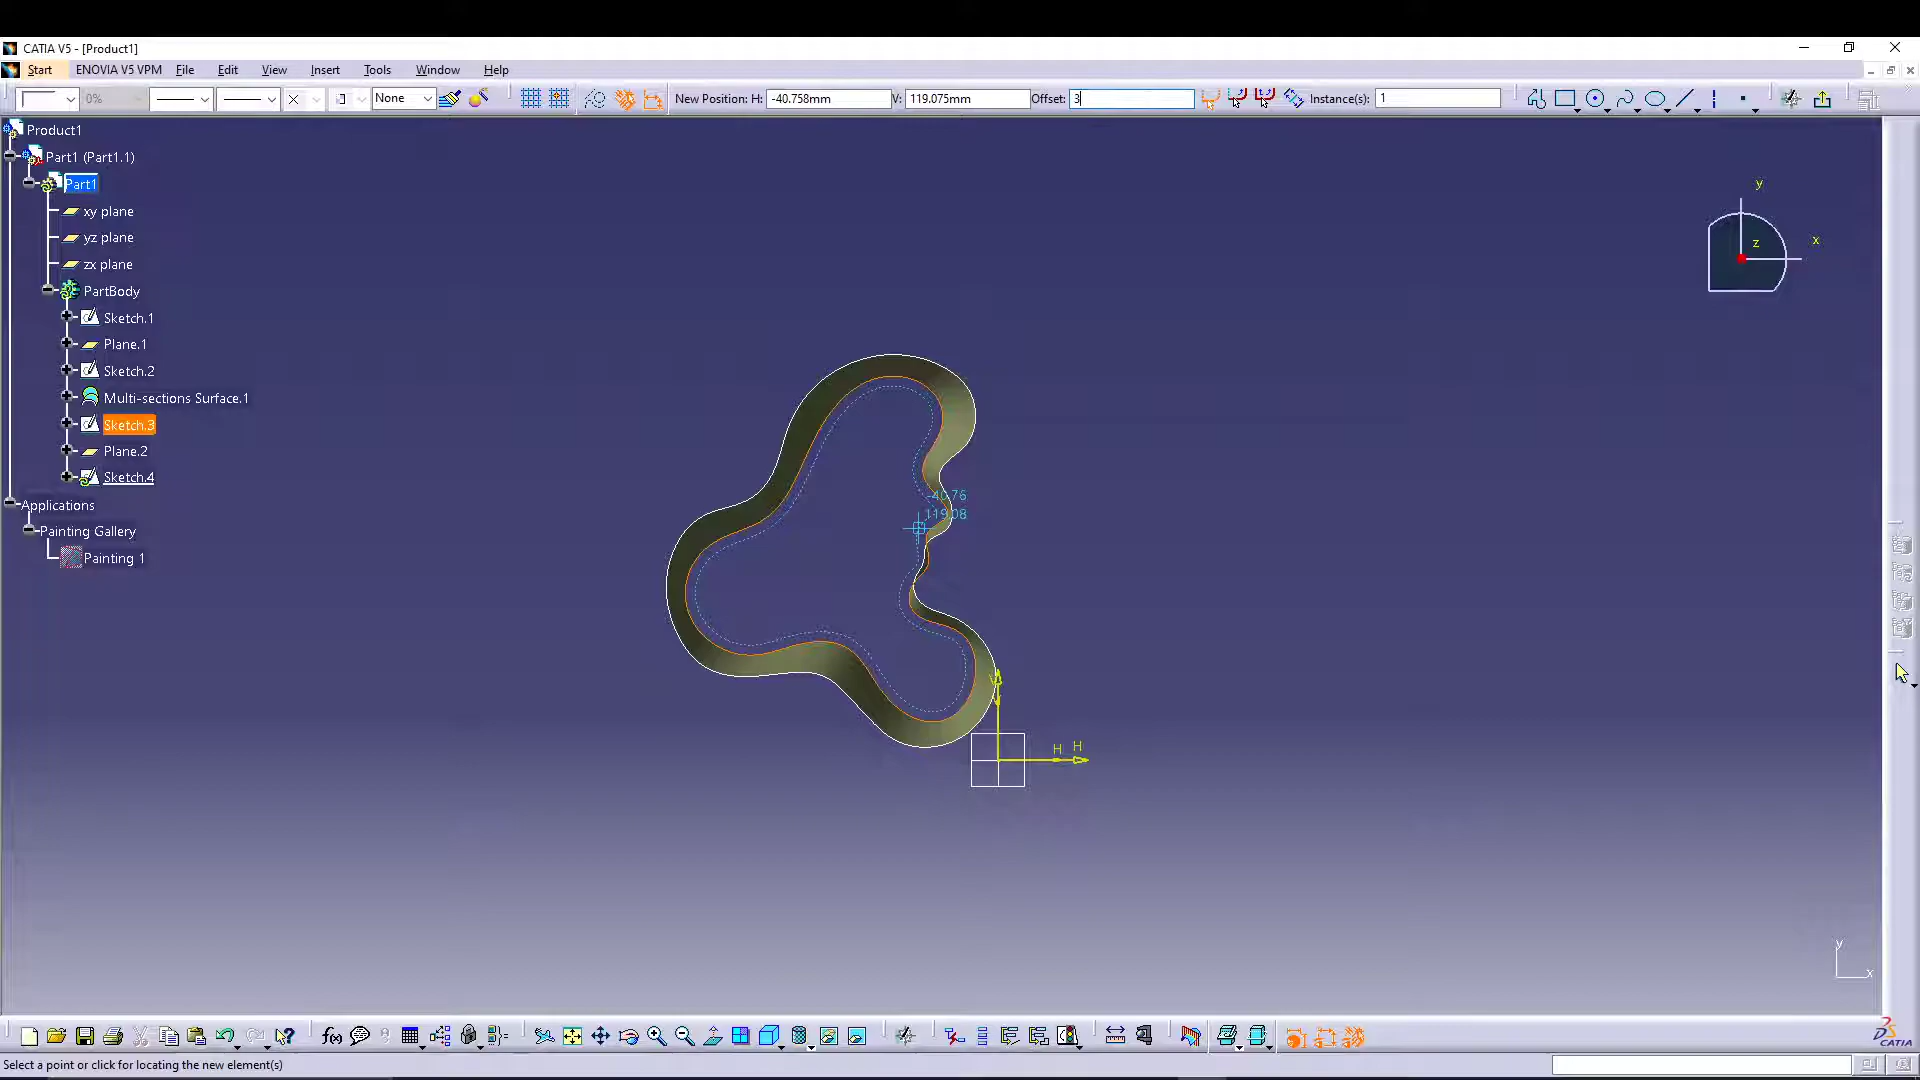 CATIA V5 - [Product1]
Start ENOVIA V5 VPM File Edit View Insert Tools Window Help
0% None New Position: H: -40.758mm V: 119.075mm Offset: 3 Instance(s): 1
Product1
Part1 (Part1.1)
Part1
xy plane
yz plane
zx plane
PartBody
Sketch.1
Plane.1
Sketch.2
Multi-sections Surface.1
Sketch.3
Plane.2
Sketch.4
Applications
Painting Gallery
Painting 1
y
z x
-40.76
119.08
V
H H
y
x
f(x)
CATIA
Select a point or click for locating the new element(s)